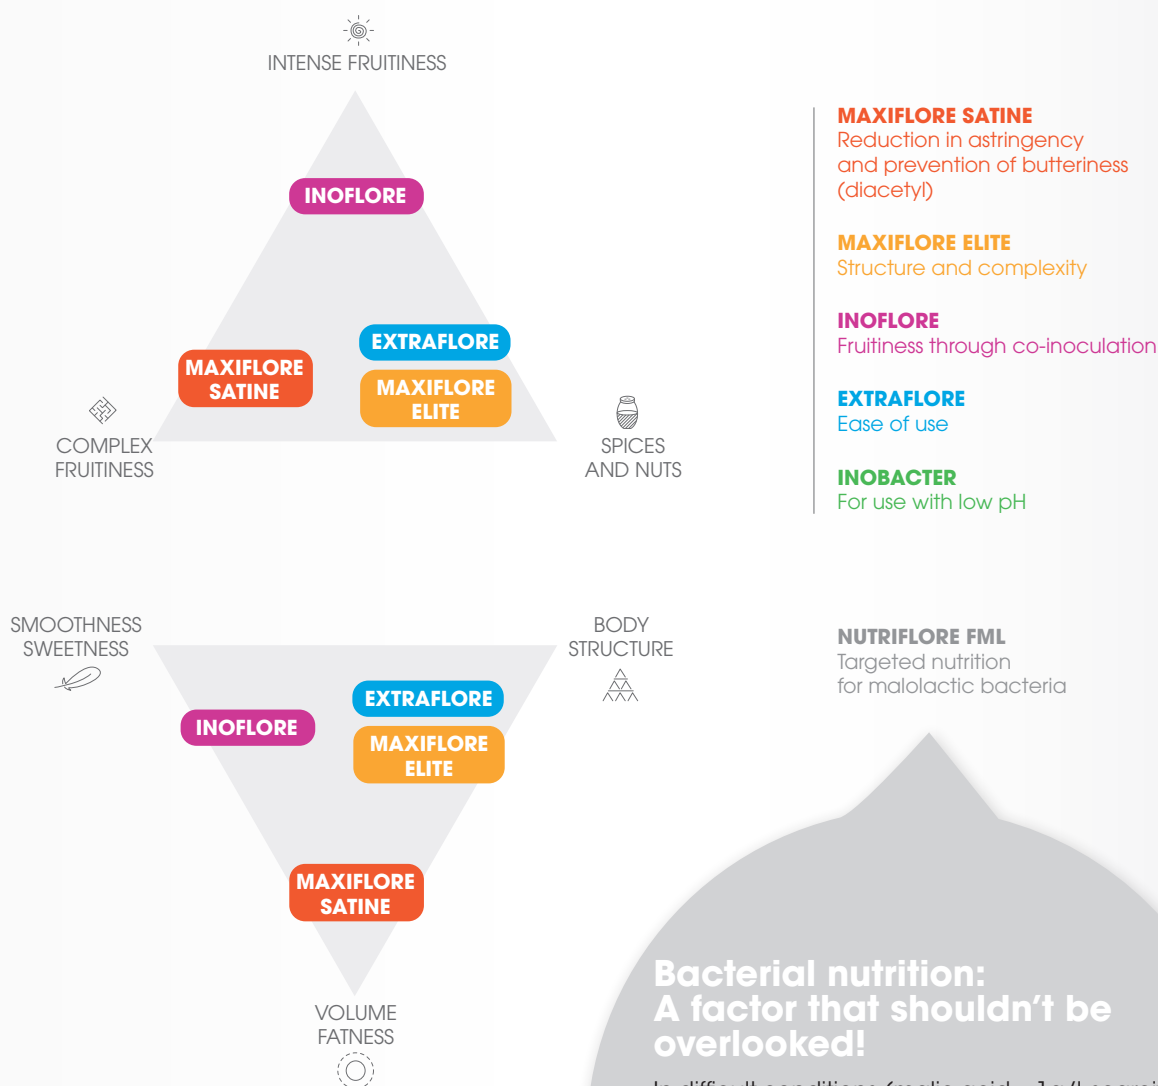 INTENSE FRUITINESS
INOFLORE
EXTRAFLORE
MAXIFLORE
SATINE
MAXIFLORE
ELITE
COMPLEX
FRUITINESS
SPICES
AND NUTS
MAXIFLORE SATINE
Reduction in astringency
and prevention of butteriness
(diacetyl)
MAXIFLORE ELITE
Structure and complexity
INOFLORE
Fruitiness through co-inoculation
EXTRAFLORE
Ease of use
INOBACTER
For use with low pH
SMOOTHNESS
SWEETNESS
BODY
STRUCTURE
EXTRAFLORE
INOFLORE
MAXIFLORE
ELITE
MAXIFLORE
SATINE
VOLUME
FATNESS
NUTRIFLORE FML
Targeted nutrition
for malolactic bacteria
Bacterial nutrition:
A factor that shouldn't be
overlooked!